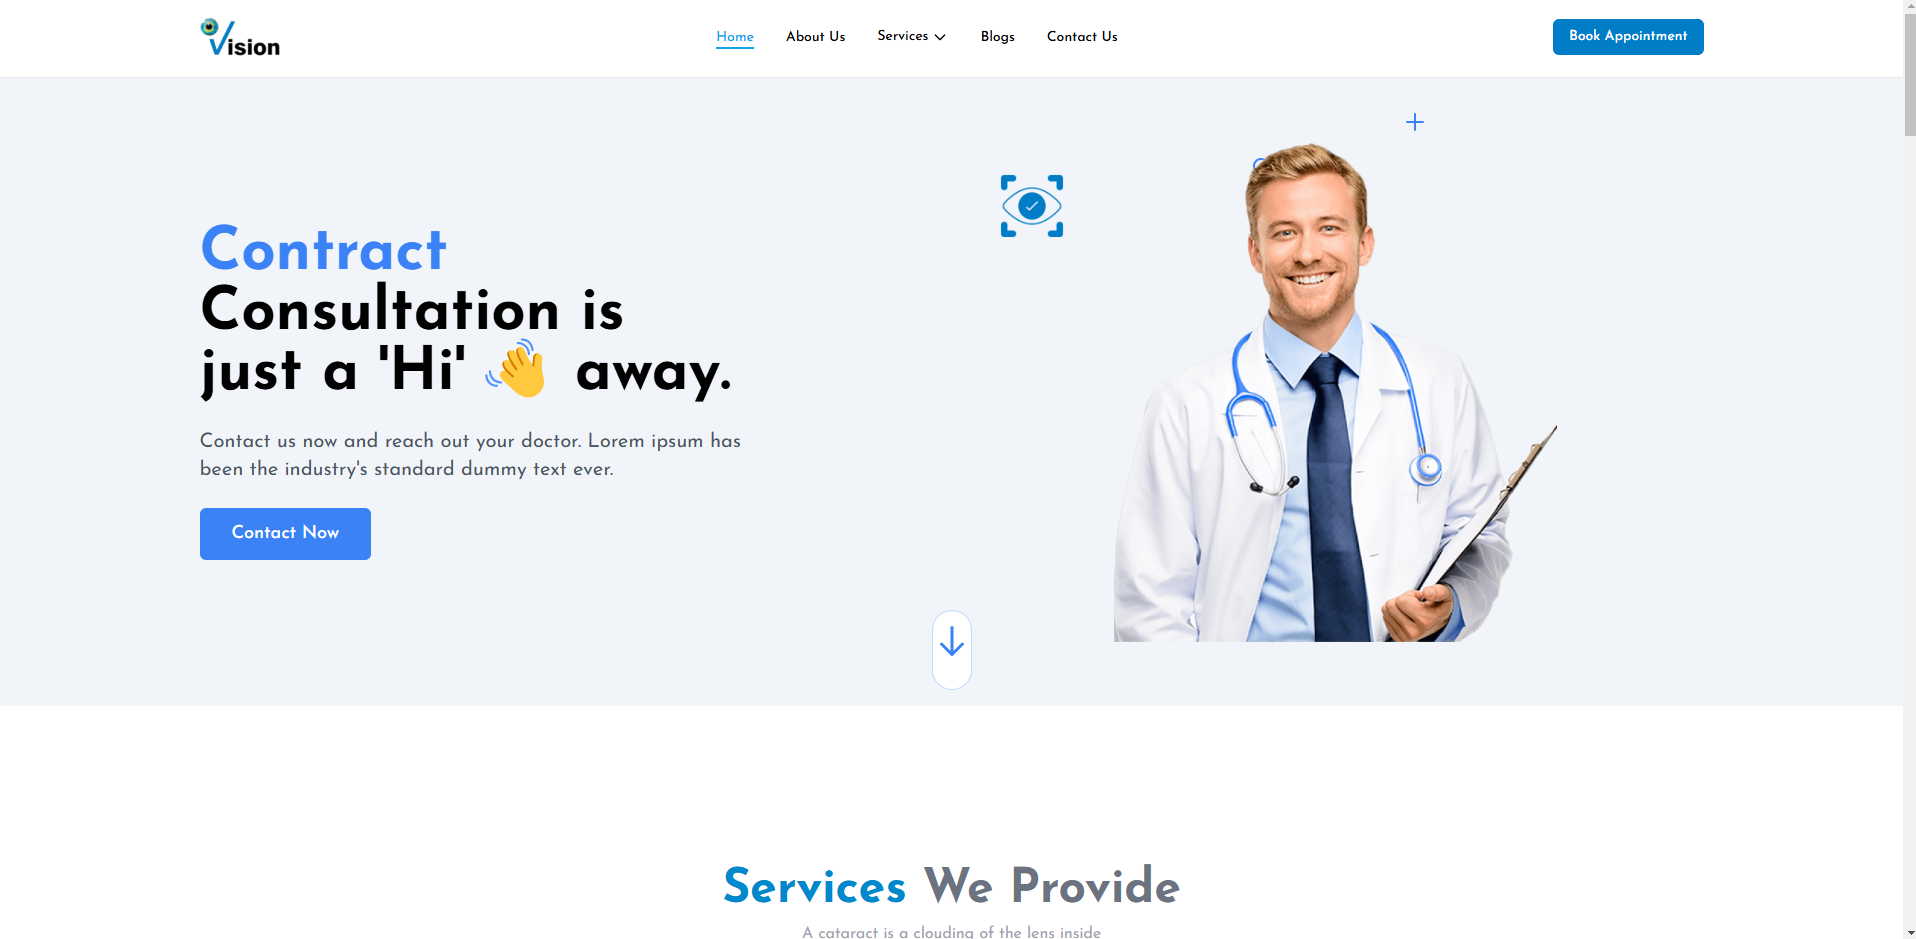 Vision
Home About Us Services Blogs Contact Us
Book Appointment
Contract
Consultation is
just a 'Hi' 👋 away.
Contact us now and reach out your doctor. Lorem ipsum has
been the industry's standard dummy text ever.
Contact Now
Services We Provide
A cataract is a clouding of the lens inside